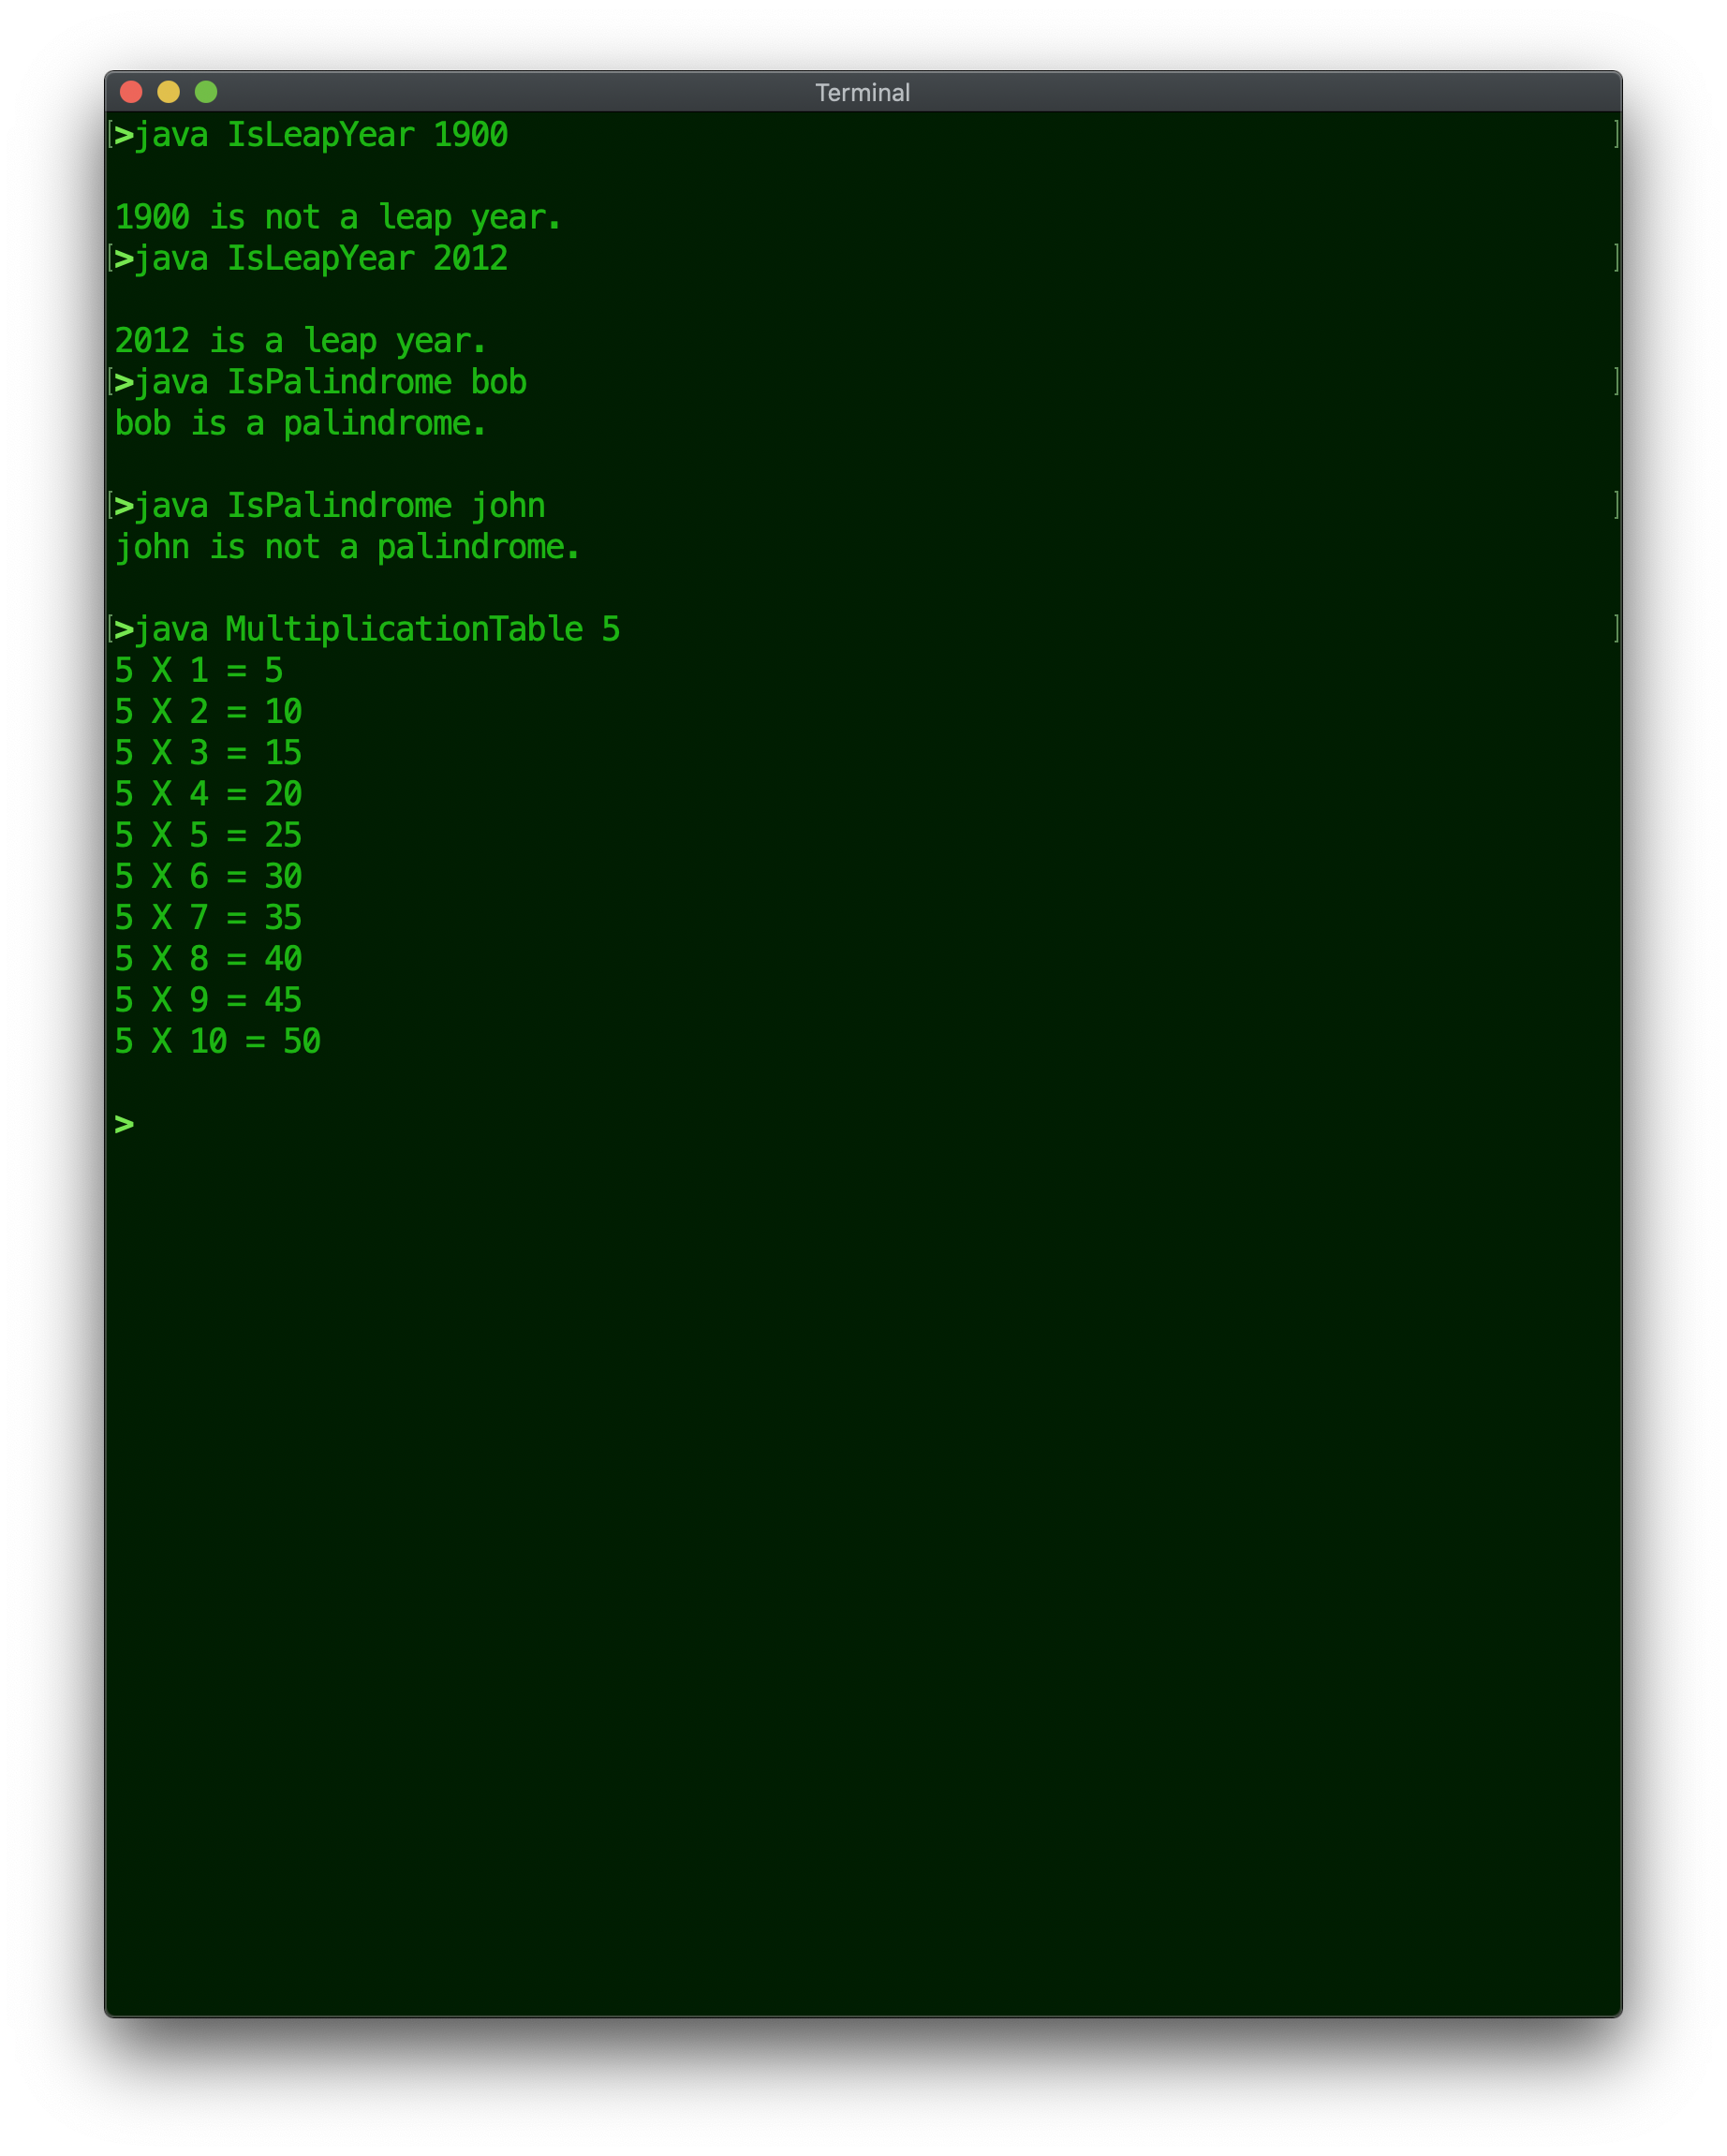 Terminal
[>java IsLeapYear 1900 ]
1900 is not a leap year.
[>java IsLeapYear 2012 ]
2012 is a leap year.
[>java IsPalindrome bob ]
bob is a palindrome.
[>java IsPalindrome john ]
john is not a palindrome.
[>java MultiplicationTable 5 ]
5 X 1 = 5
5 X 2 = 10
5 X 3 = 15
5 X 4 = 20
5 X 5 = 25
5 X 6 = 30
5 X 7 = 35
5 X 8 = 40
5 X 9 = 45
5 X 10 = 50
>